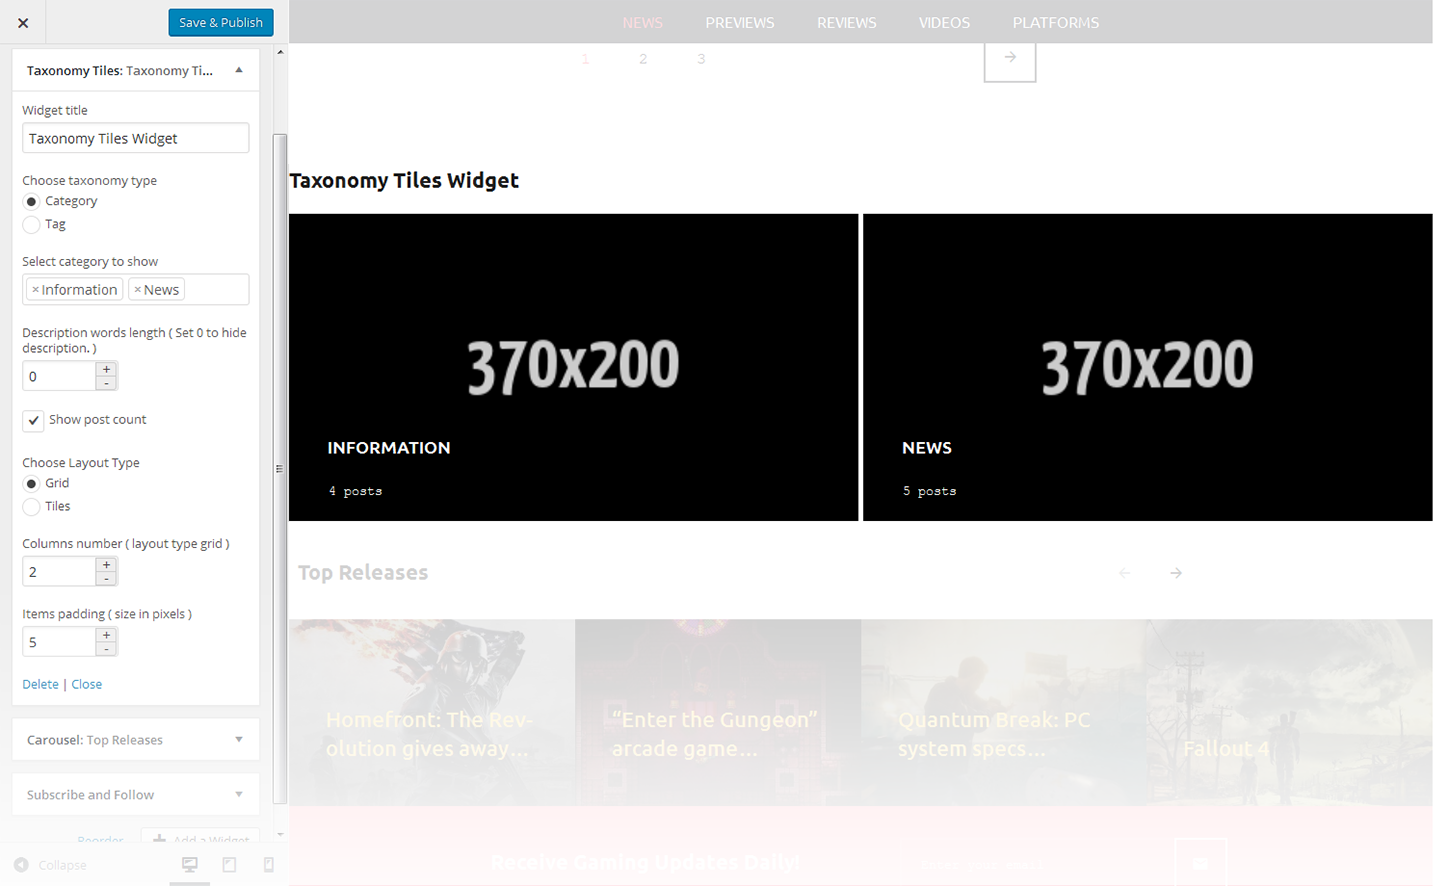 Save & Publish
NEWS
PREVIEWS
REVIEWS
VIDEOS
PLATFORMS
1
2
3
Taxonomy Tiles: Taxonomy Ti...
Widget title
Taxonomy Tiles Widget
Choose taxonomy type
Category
Tag
Select category to show
×Information
×News
Description words length ( Set 0 to hide
description. )
0
+
-
Show post count
Choose Layout Type
Grid
Tiles
Columns number ( layout type grid )
2
+
-
Items padding ( size in pixels )
5
+
-
Delete | Close
Carousel: Top Releases
Subscribe and Follow
Reorder
Add a Widget
Collapse
Taxonomy Tiles Widget
370x200
INFORMATION
4 posts
370x200
NEWS
5 posts
Top Releases
Homefront: The Rev-
olution gives away...
“Enter the Gungeon”
arcade game...
Quantum Break: PC
system specs...
Fallout 4
Receive Gaming Updates Daily!